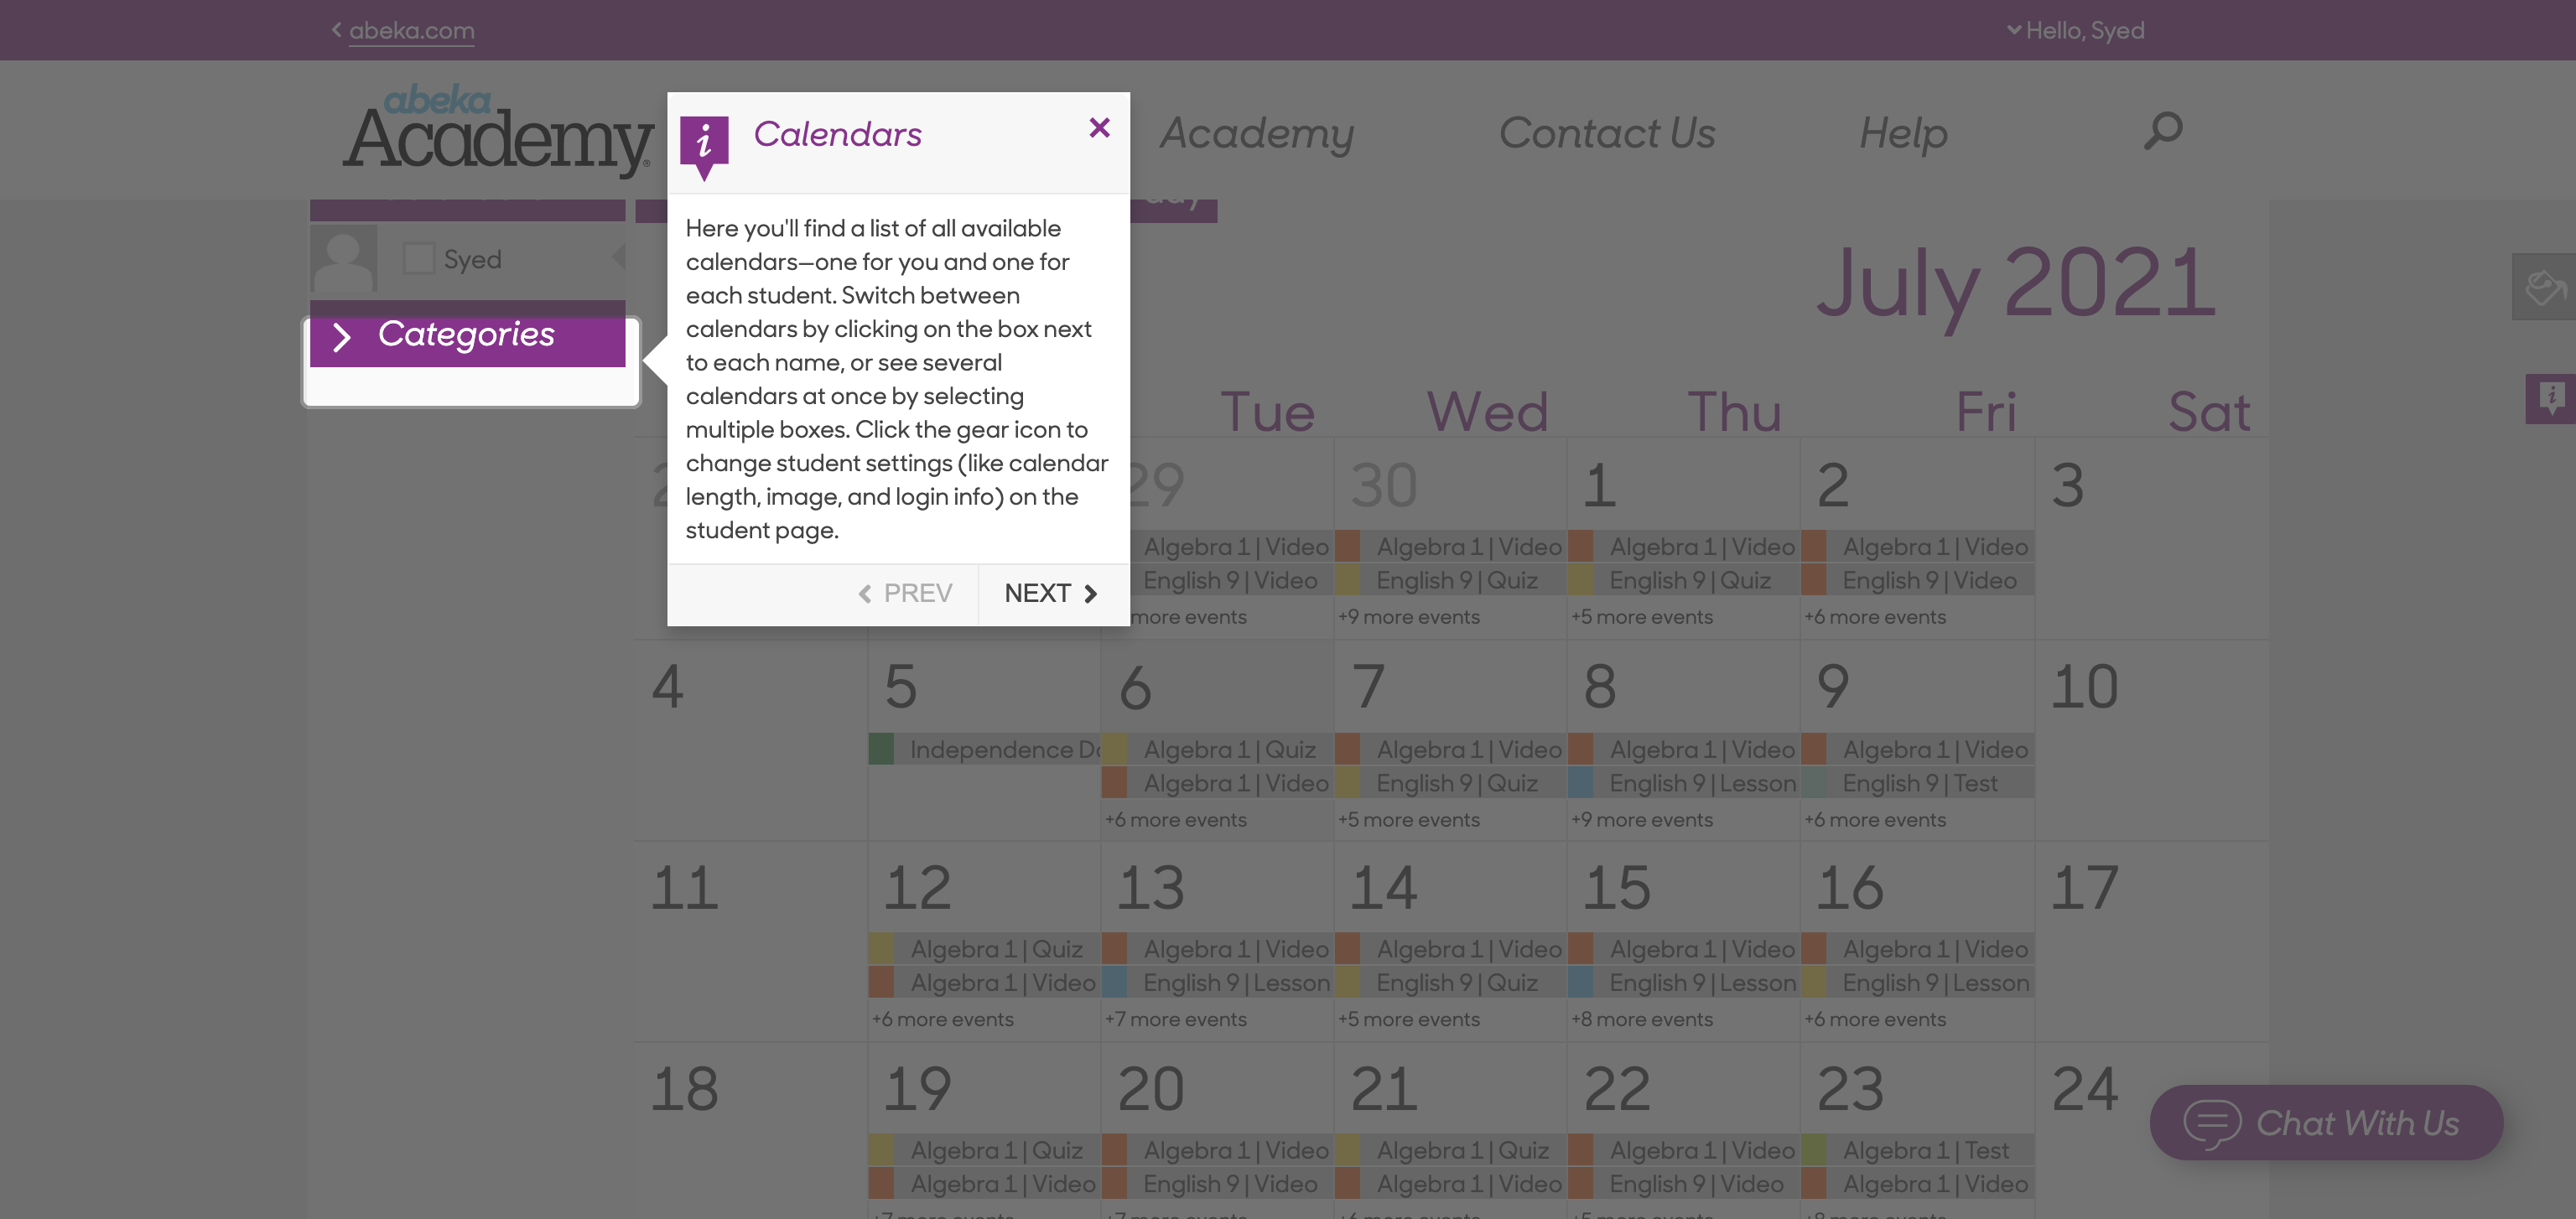 abeka.com
Hello, Syed
abeka
Academy
Academy
Contact Us
Help
Calendars
Here you'll find a list of all available
calendars—one for you and one for
each student. Switch between
calendars by clicking on the box next
to each name, or see several
calendars at once by selecting
multiple boxes. Click the gear icon to
change student settings (like calendar
length, image, and login info) on the
student page.
PREV
NEXT
Syed
Categories
July 2021
Tue Wed Thu Fri Sat
29 30 1 2 3
Algebra 1 | Video Algebra 1 | Video Algebra 1 | Video Algebra 1 | Video
English 9 | Video English 9 | Quiz English 9 | Quiz English 9 | Video
more events +9 more events +5 more events +6 more events
4 5 6 7 8 9 10
Independence Algebra 1 | Quiz Algebra 1 | Video Algebra 1 | Video Algebra 1 | Video
Algebra 1 | Video English 9 | Quiz English 9 | Lesson English 9 | Test
+6 more events +5 more events +9 more events +6 more events
11 12 13 14 15 16 17
Algebra 1 | Quiz Algebra 1 | Video Algebra 1 | Video Algebra 1 | Video Algebra 1 | Video
Algebra 1 | Video English 9 | Lesson English 9 | Quiz English 9 | Lesson English 9 | Lesson
+6 more events +7 more events +5 more events +8 more events +6 more events
18 19 20 21 22 23 24
Algebra 1 | Quiz Algebra 1 | Video Algebra 1 | Quiz Algebra 1 | Video Algebra 1 | Test
Algebra 1 | Video English 9 | Video Algebra 1 | Video English 9 | Video Algebra 1 | Video
Chat With Us